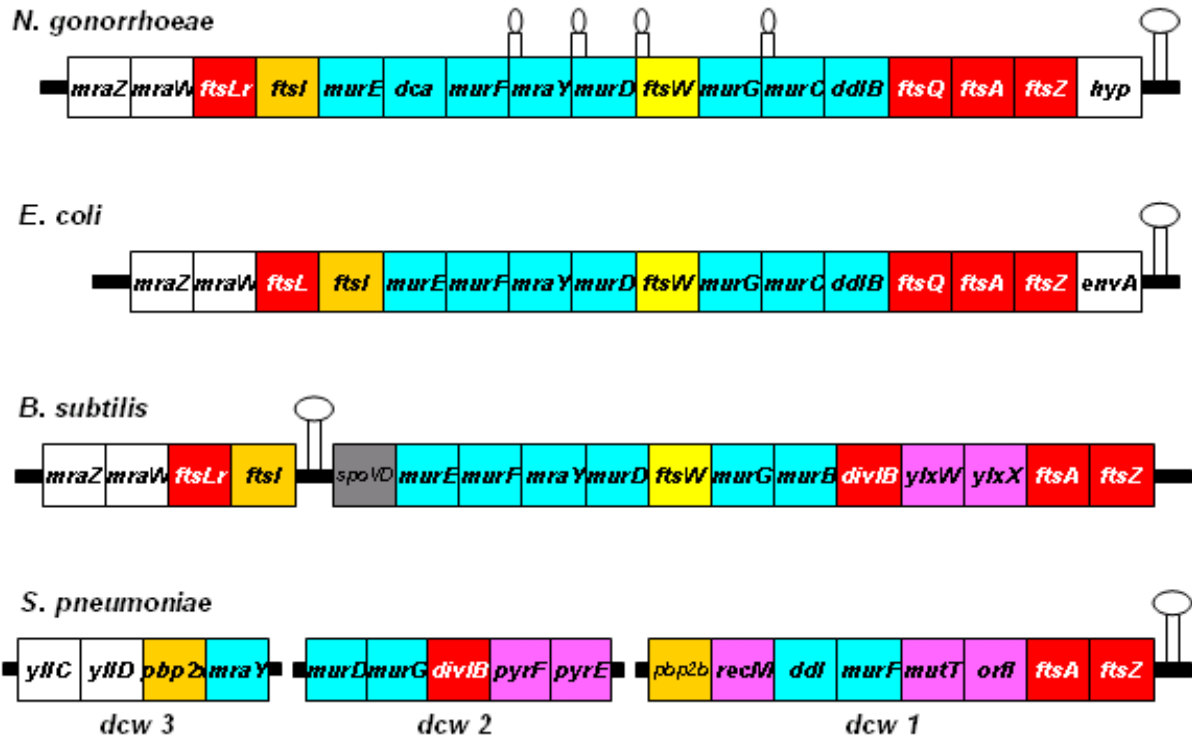 N. gonorrhoeae
mraZ mraW ftsLr ftsI murE dca murF mraY murD ftsW murG murC ddlB ftsQ ftsA ftsZ hyp
E. coli
mraZ mraW ftsL ftsI murE murF mraY murD ftsW murG murC ddlB ftsQ ftsA ftsZ envA
B. subtilis
mraZ mraW ftsLr ftsI spoVD murE murF mraY murD ftsW murG murB divIB ylxW ylxX ftsA ftsZ
S. pneumoniae
yllC yllD pbp2x mraY murD murG divIB pyrF pyrE pbp2b recM ddl murF mutT orfl ftsA ftsZ
dcw 3 dcw 2 dcw 1